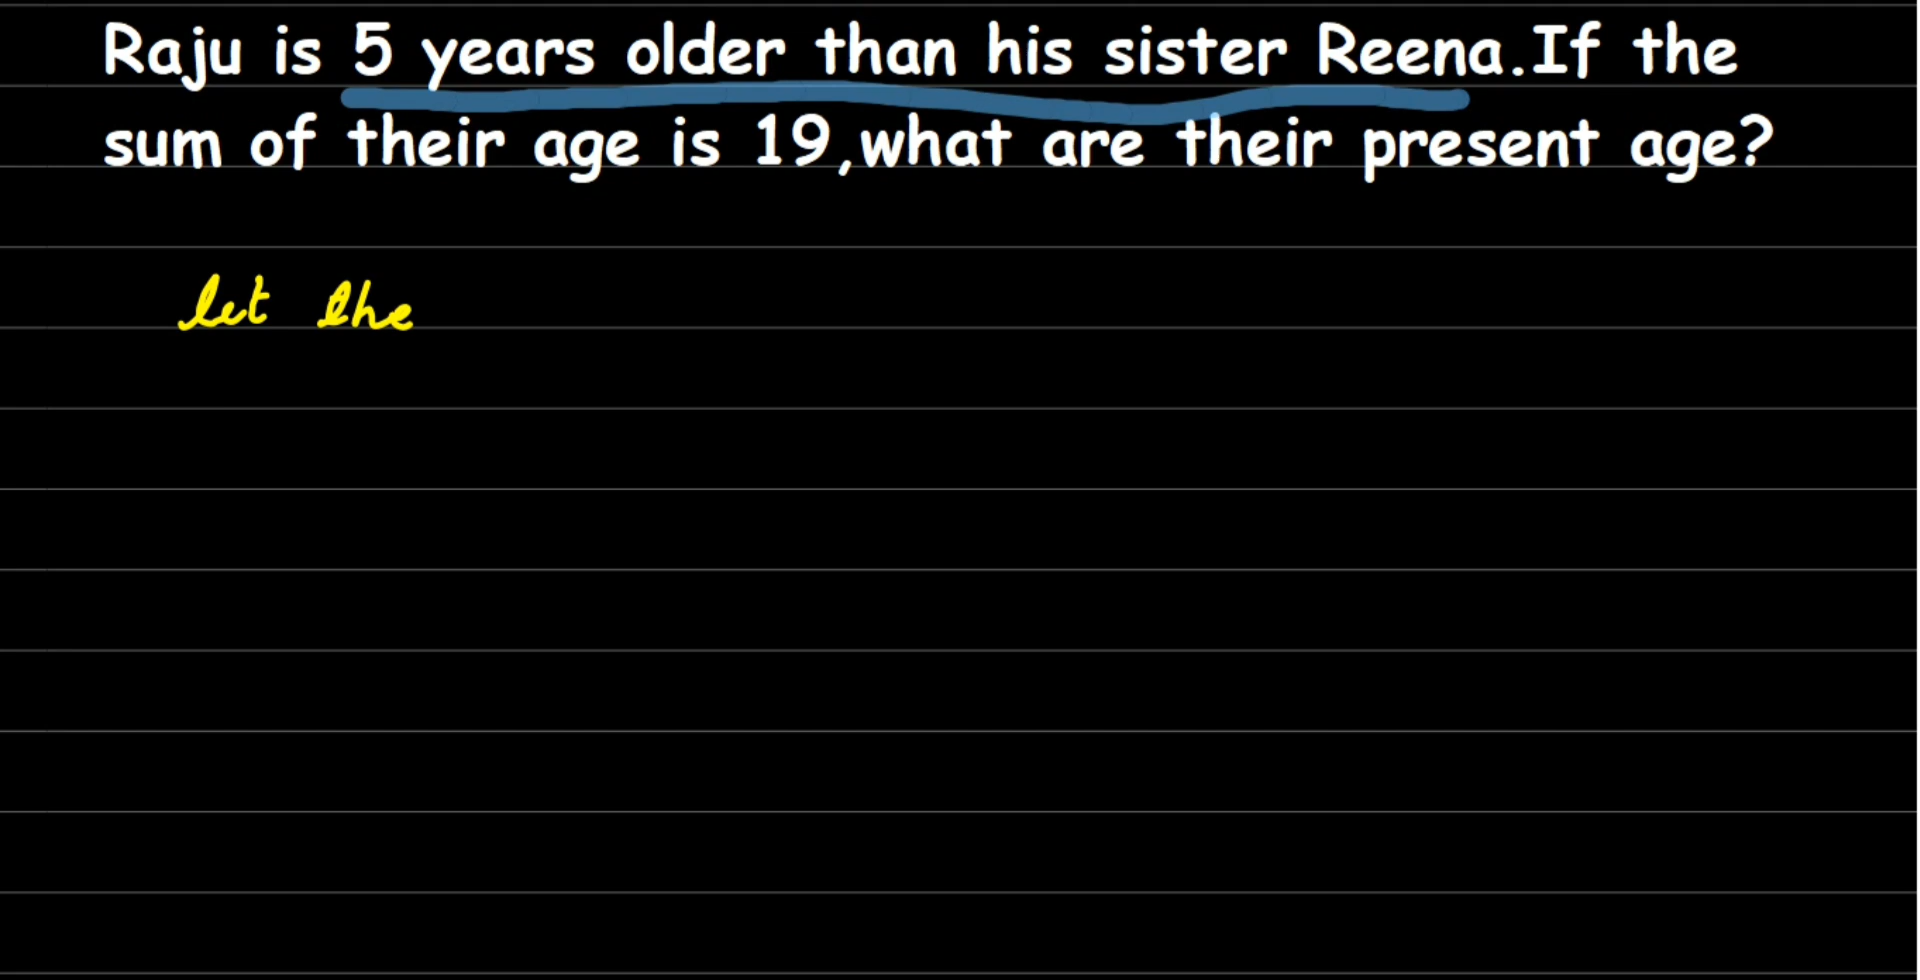 Raju is 5 years older than his sister Reena.If the
sum of their age is 19,what are their present age?
let the